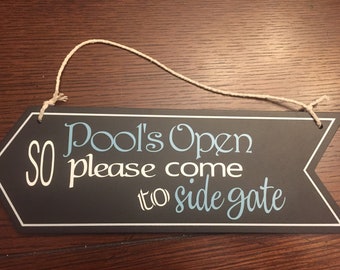 Pool's Open
so please come
to side gate